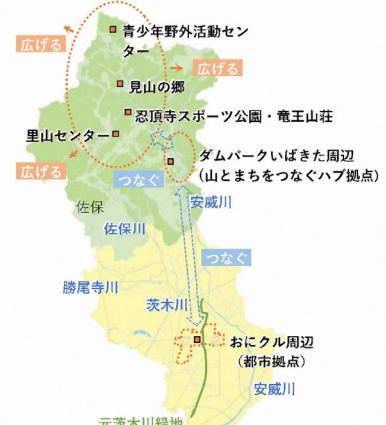 青少年野外活動セン
ター
広げる
広げる
見山の郷
忍頂寺スポーツ公園・竜王山荘
里山センター
ダムパークいばきた周辺
(山とまちをつなぐハブ拠点)
広げる
つなぐ
佐保
安威川
佐保川
つなぐ
勝尾寺川
茨木川
おにクル周辺
(都市拠点)
安威川
元茨木川緑地